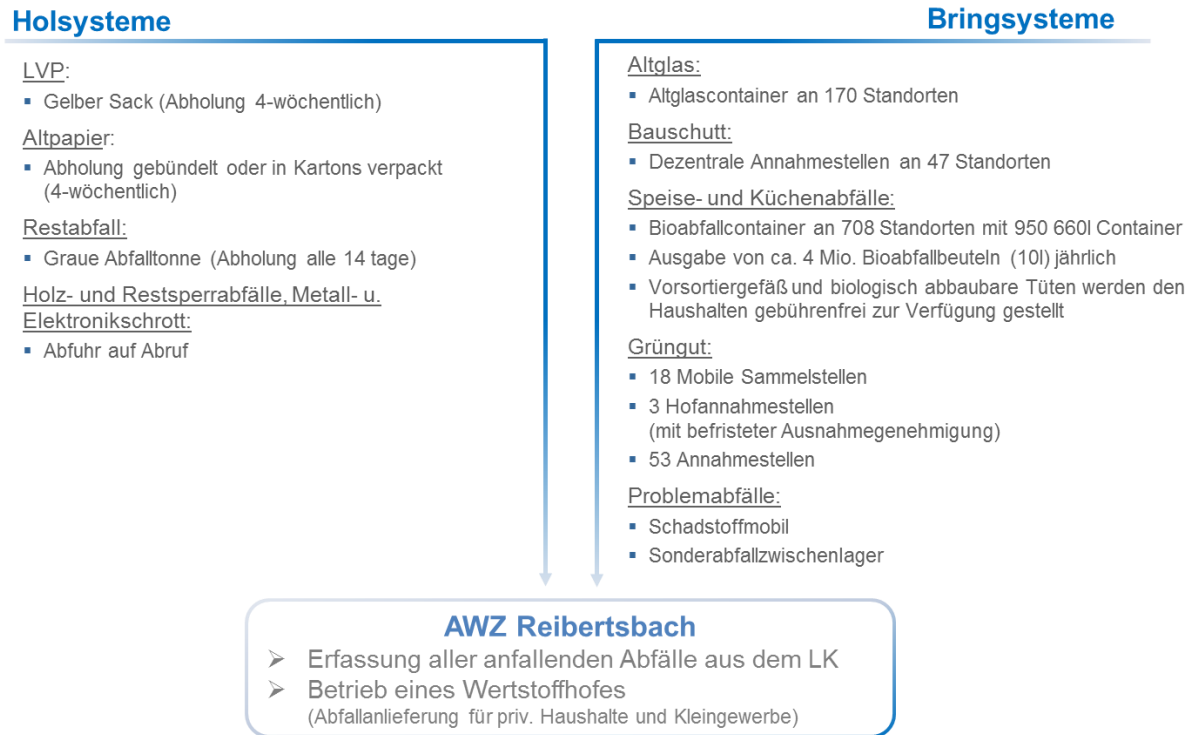 Holsysteme
LVP:
▪ Gelber Sack (Abholung 4-wöchentlich)
Altpapier:
▪ Abholung gebündelt oder in Kartons verpackt
(4-wöchentlich)
Restabfall:
▪ Graue Abfalltonne (Abholung alle 14 tage)
Holz- und Restsperrabfälle, Metall- u.
Elektronikschrott:
▪ Abfuhr auf Abruf
Bringsysteme
Altglas:
▪ Altglascontainer an 170 Standorten
Bauschutt:
▪ Dezentrale Annahmestellen an 47 Standorten
Speise- und Küchenabfälle:
▪ Bioabfallcontainer an 708 Standorten mit 950 660l Container
▪ Ausgabe von ca. 4 Mio. Bioabfallbeuteln (10l) jährlich
▪ Vorsortiergefäß und biologisch abbaubare Tüten werden den
Haushalten gebührenfrei zur Verfügung gestellt
Grüngut:
▪ 18 Mobile Sammelstellen
▪ 3 Hofannahmestellen
(mit befristeter Ausnahmegenehmigung)
▪ 53 Annahmestellen
Problemabfälle:
▪ Schadstoffmobil
▪ Sonderabfallzwischenlager
AWZ Reibertsbach
➢ Erfassung aller anfallenden Abfälle aus dem LK
➢ Betrieb eines Wertstoffhofes
(Abfallanlieferung für priv. Haushalte und Kleingewerbe)